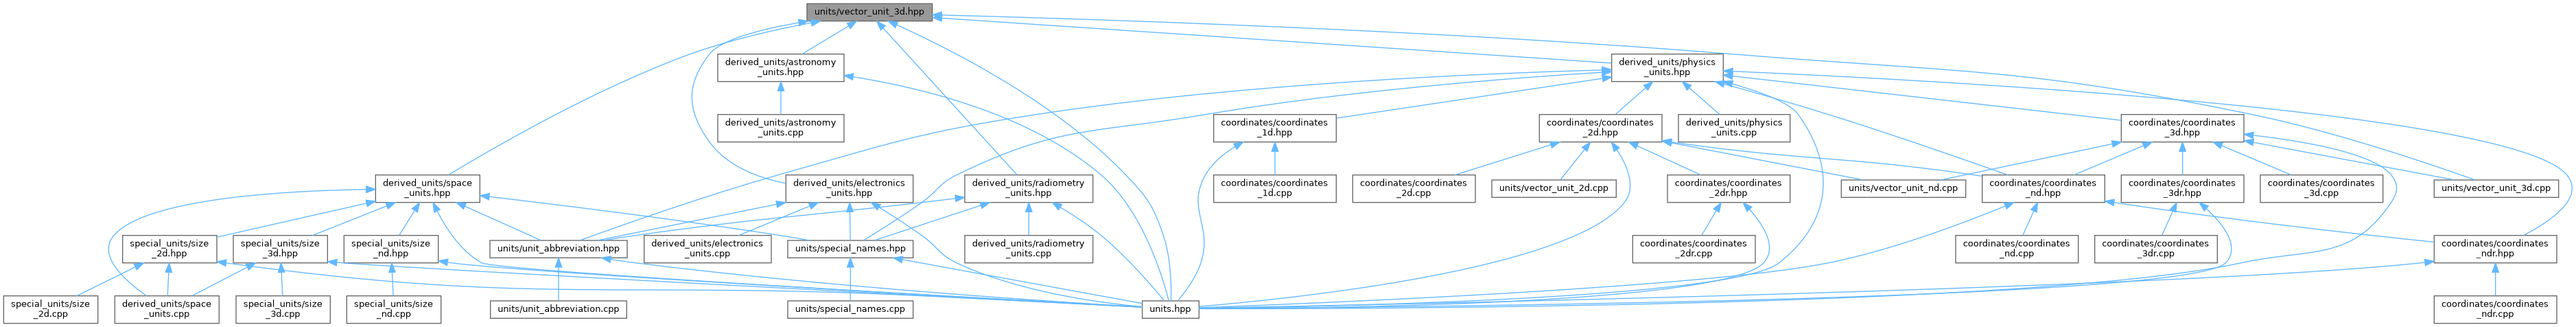 units/vector_unit_3d.hpp
derived_units/astronomy
_units.hpp
derived_units/physics
_units.hpp
derived_units/astronomy
_units.cpp
coordinates/coordinates
_1d.hpp
coordinates/coordinates
_2d.hpp
derived_units/physics
_units.cpp
coordinates/coordinates
_3d.hpp
derived_units/space
_units.hpp
derived_units/electronics
_units.hpp
derived_units/radiometry
_units.hpp
coordinates/coordinates
_1d.cpp
coordinates/coordinates
_2d.cpp
units/vector_unit_2d.cpp
coordinates/coordinates
_2dr.hpp
units/vector_unit_nd.cpp
coordinates/coordinates
_nd.hpp
coordinates/coordinates
_3dr.hpp
coordinates/coordinates
_3d.cpp
units/vector_unit_3d.cpp
special_units/size
_2d.hpp
special_units/size
_3d.hpp
special_units/size
_nd.hpp
units/unit_abbreviation.hpp
derived_units/electronics
_units.cpp
units/special_names.hpp
derived_units/radiometry
_units.cpp
coordinates/coordinates
_2dr.cpp
coordinates/coordinates
_nd.cpp
coordinates/coordinates
_3dr.cpp
coordinates/coordinates
_ndr.hpp
special_units/size
_2d.cpp
derived_units/space
_units.cpp
special_units/size
_3d.cpp
special_units/size
_nd.cpp
units/unit_abbreviation.cpp
units/special_names.cpp
units.hpp
coordinates/coordinates
_ndr.cpp